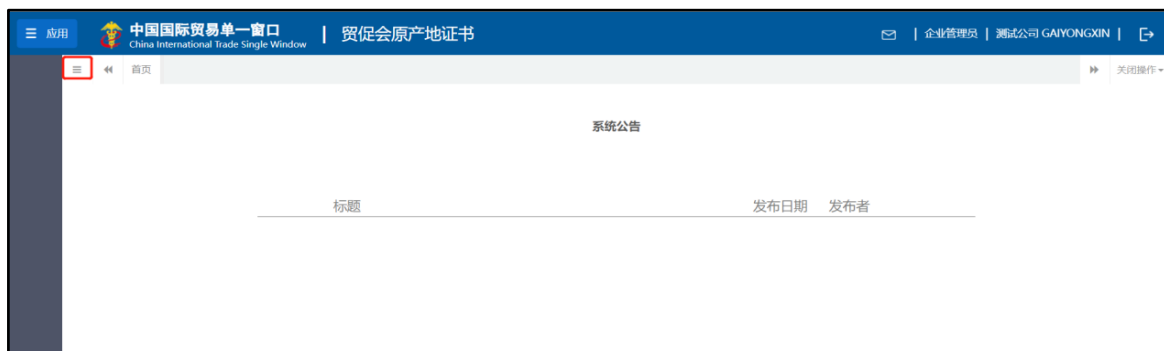 应用
中国国际贸易单一窗口 | 贸促会原产地证书
China International Trade Single Window
| 企业管理员 | 测试公司 GAIYONGXIN |
首页
关闭操作
系统公告
标题 发布日期 发布者